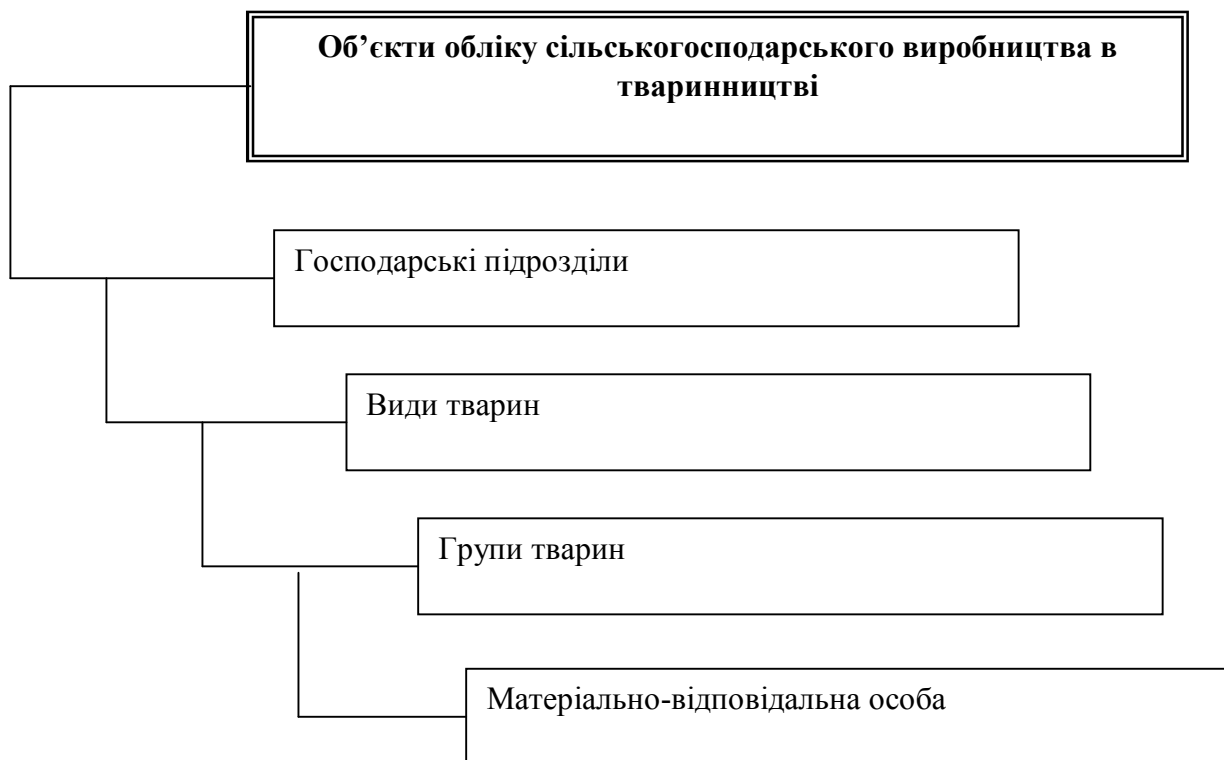 Об’єкти обліку сільськогосподарського виробництва в
тваринництві
Господарські підрозділи
Види тварин
Групи тварин
Матеріально-відповідальна особа